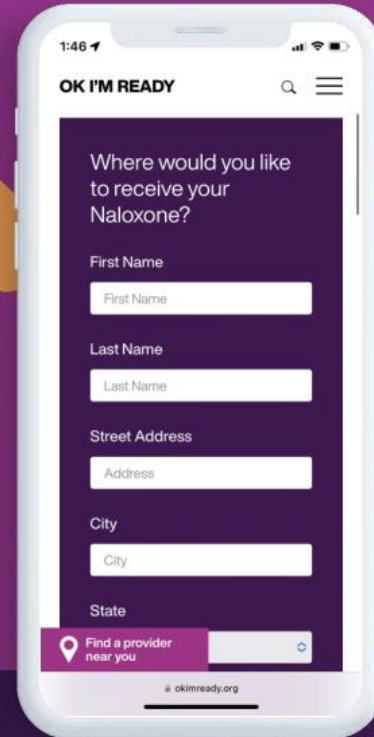 1:46
OK I'M READY
Where would you like
to receive your
Naloxone?
First Name
First Name
Last Name
Last Name
Street Address
Address
City
City
State
Find a provider
near you
okimready.org